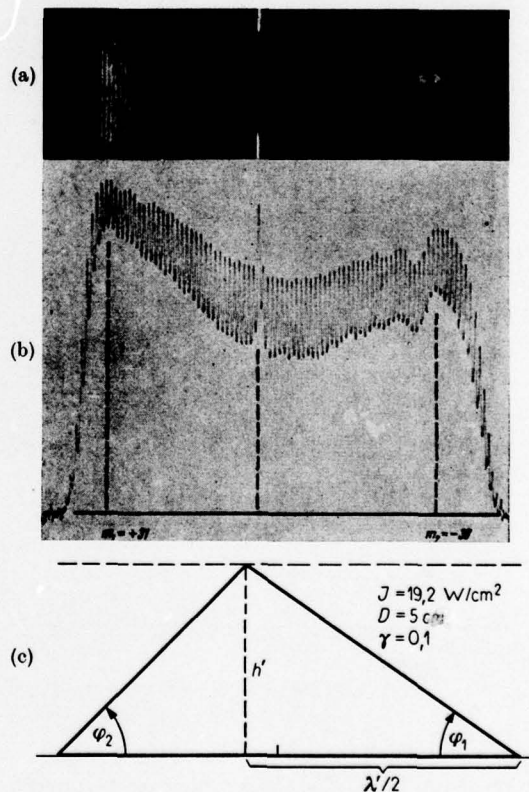 (a)
(b)
(c)
J = 19,2 W/cm²
D = 5 cm
γ = 0,1
h′
φ₂
φ₁
λ′/2